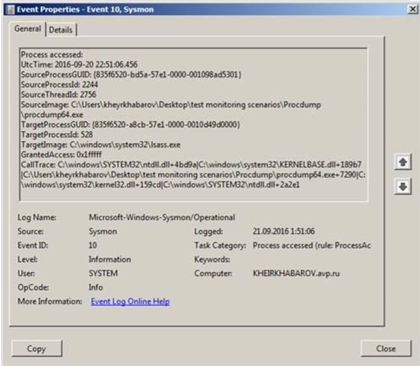 Event Properties - Event 10, Sysmon
General Details
Process accessed:
UtcTime: 2016-09-20 22:51:06.456
SourceProcessGUID: {835f6520-bd5a-57e1-0000-001098ad5301}
SourceProcessId: 2244
SourceThreadId: 2756
SourceImage: C:\Users\kheyrkhabarov\Desktop\test monitoring scenarios\Procdump
\procdump64.exe
TargetProcessGUID: {835f6520-a8cb-57e1-0000-0010d49d0000}
TargetProcessId: 528
TargetImage: C:\windows\system32\lsass.exe
GrantedAccess: 0x1fffff
CallTrace: C:\windows\SYSTEM32\ntdll.dll+4bd9a|C:\windows\system32\KERNELBASE.dll+189b7
|C:\Users\kheyrkhabarov\Desktop\test monitoring scenarios\Procdump\procdump64.exe+7290|C:
\windows\system32\kernel32.dll+159cd|C:\windows\SYSTEM32\ntdll.dll+2a2e1
Log Name: Microsoft-Windows-Sysmon/Operational
Source: Sysmon Logged: 21.09.2016 1:51:06
Event ID: 10 Task Category: Process accessed (rule: ProcessAc
Level: Information Keywords:
User: SYSTEM Computer: KHEIRKHABAROV.avp.ru
OpCode: Info
More Information: Event Log Online Help
Copy Close